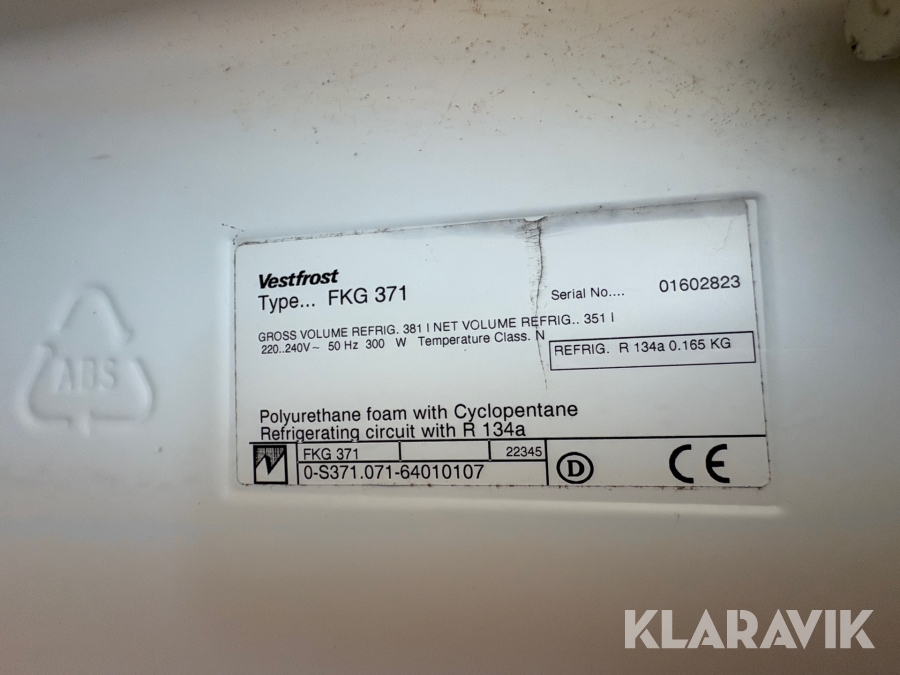 Vestfrost
Type... FKG 371
Serial No.... 01602823
GROSS VOLUME REFRIG. 381 l NET VOLUME REFRIG.. 351 l
220..240V~ 50 Hz 300 W Temperature Class. N
REFRIG. R 134a 0.165 KG
Polyurethane foam with Cyclopentane
Refrigerating circuit with R 134a
FKG 371 22345
0-S371.071-64010107
D CE
ABS
KLARAVIK